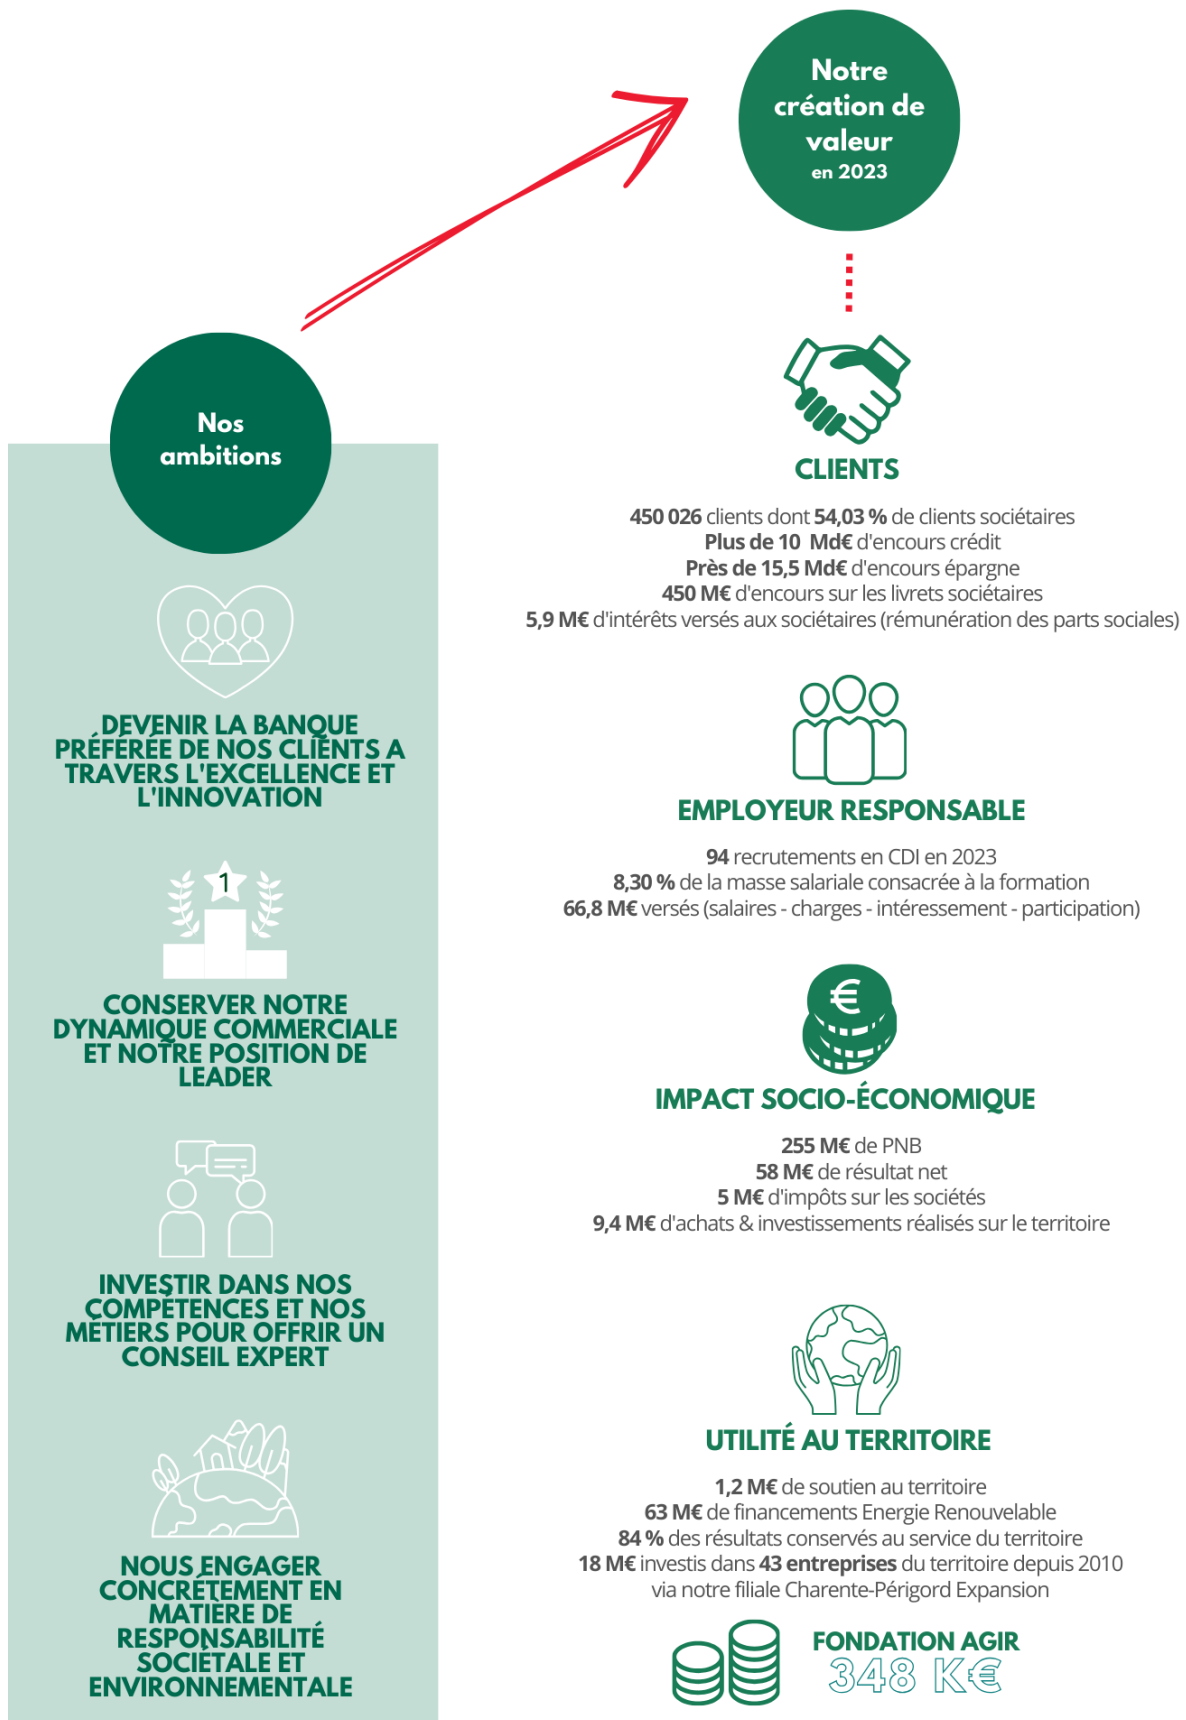 Notre
création de
valeur
en 2023
Nos
ambitions
DEVENIR LA BANQUE
PRÉFÉRÉE DE NOS CLIENTS A
TRAVERS L'EXCELLENCE ET
L'INNOVATION
1
CONSERVER NOTRE
DYNAMIQUE COMMERCIALE
ET NOTRE POSITION DE
LEADER
INVESTIR DANS NOS
COMPÉTENCES ET NOS
MÉTIERS POUR OFFRIR UN
CONSEIL EXPERT
NOUS ENGAGER
CONCRÉTEMENT EN
MATIÈRE DE
RESPONSABILITÉ
SOCIÉTALE ET
ENVIRONNEMENTALE
CLIENTS
450 026 clients dont 54,03 % de clients sociétaires
Plus de 10 Md€ d'encours crédit
Près de 15,5 Md€ d'encours épargne
450 M€ d'encours sur les livrets sociétaires
5,9 M€ d'intérêts versés aux sociétaires (rémunération des parts sociales)
EMPLOYEUR RESPONSABLE
94 recrutements en CDI en 2023
8,30 % de la masse salariale consacrée à la formation
66,8 M€ versés (salaires - charges - intéressement - participation)
€
IMPACT SOCIO-ÉCONOMIQUE
255 M€ de PNB
58 M€ de résultat net
5 M€ d'impôts sur les sociétés
9,4 M€ d'achats & investissements réalisés sur le territoire
UTILITÉ AU TERRITOIRE
1,2 M€ de soutien au territoire
63 M€ de financements Energie Renouvelable
84 % des résultats conservés au service du territoire
18 M€ investis dans 43 entreprises du territoire depuis 2010
via notre filiale Charente-Périgord Expansion
FONDATION AGIR
348 K€